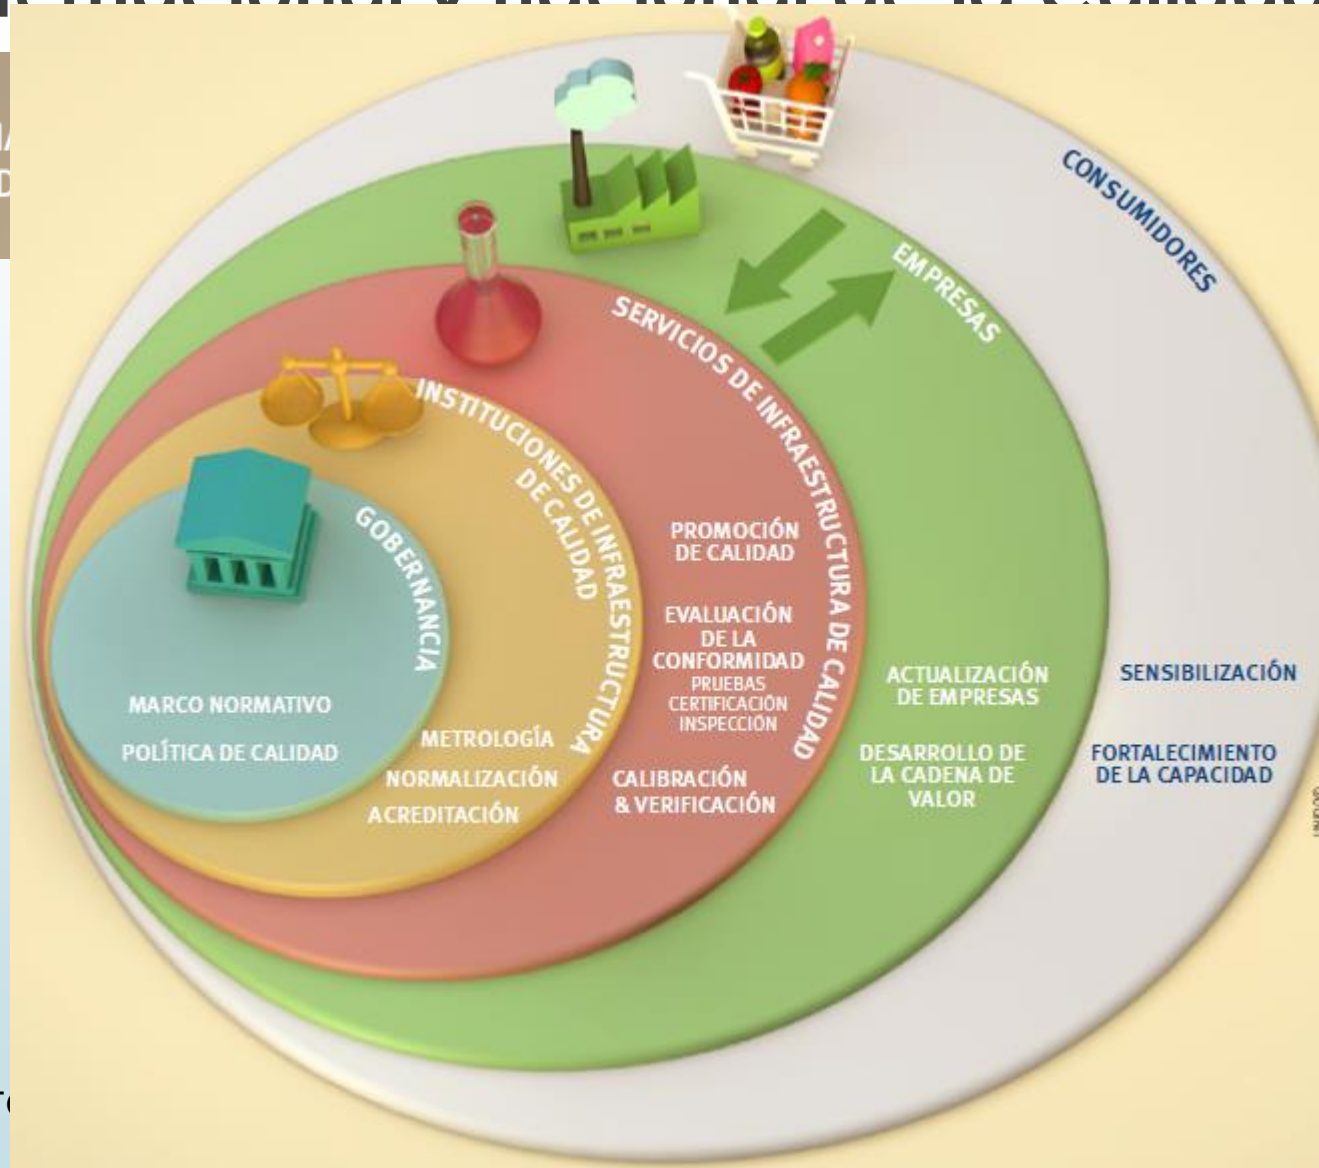 CONSUMIDORES
EMPRESAS
SERVICIOS DE INFRAESTRUCTURA DE CALIDAD
INSTITUCIONES DE INFRAESTRUCTURA
DE CALIDAD
GOBERNANCIA
MARCO NORMATIVO
POLÍTICA DE CALIDAD
METROLOGÍA
NORMALIZACIÓN
ACREDITACIÓN
PROMOCIÓN
DE CALIDAD
EVALUACIÓN
DE LA
CONFORMIDAD
PRUEBAS
CERTIFICACIÓN
INSPECCIÓN
CALIBRACIÓN
& VERIFICACIÓN
ACTUALIZACIÓN
DE EMPRESAS
DESARROLLO DE
LA CADENA DE
VALOR
SENSIBILIZACIÓN
FORTALECIMIENTO
DE LA CAPACIDAD